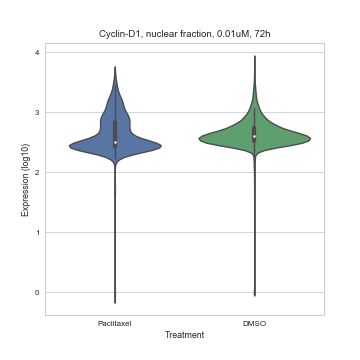 Cyclin-D1, nuclear fraction, 0.01uM, 72h
4
3
2
1
0
Expression (log10)
Paclitaxel DMSO
Treatment